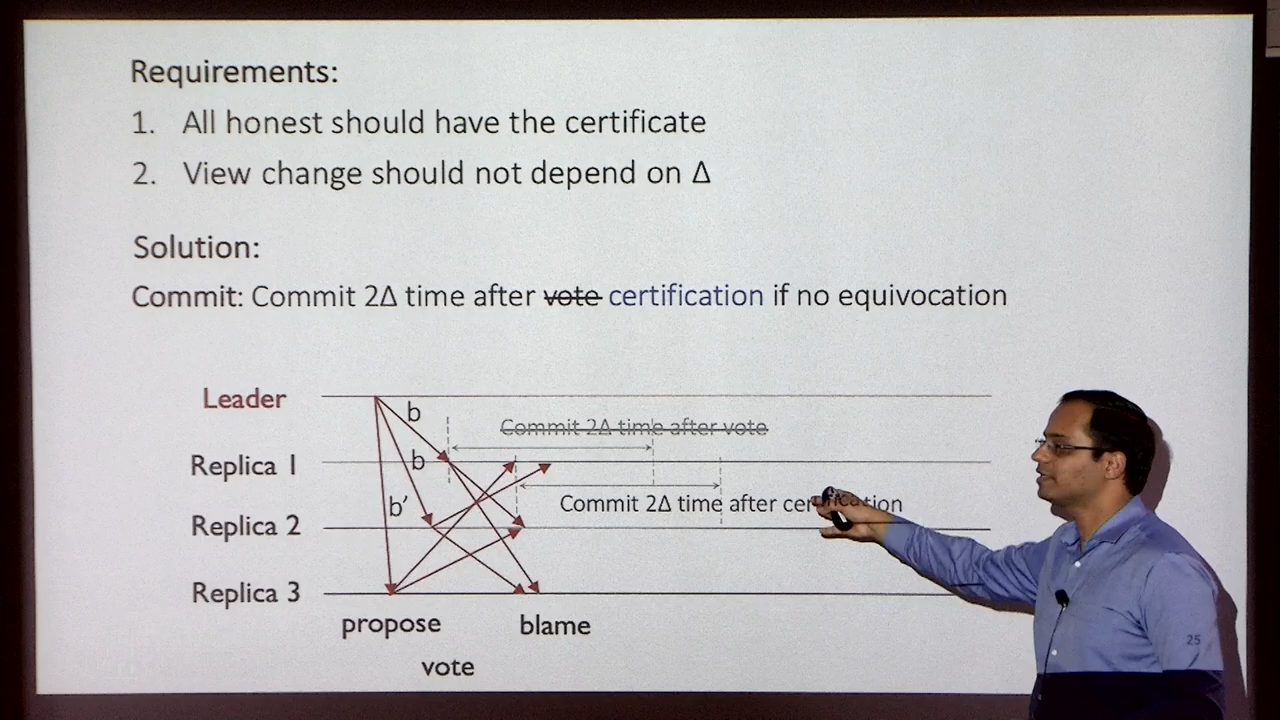 Requirements:
1. All honest should have the certificate
2. View change should not depend on Δ
Solution:
Commit: Commit 2Δ time after vote certification if no equivocation
Leader
b
Commit 2Δ time after vote
Replica 1
b
Commit 2Δ time after certification
b′
Replica 2
Replica 3
propose
blame
vote
25